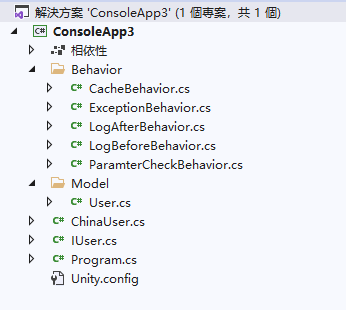 解決方案 'ConsoleApp3' (1 個專案，共 1 個)
C# ConsoleApp3
相依性
Behavior
C# CacheBehavior.cs
C# ExceptionBehavior.cs
C# LogAfterBehavior.cs
C# LogBeforeBehavior.cs
C# ParamterCheckBehavior.cs
Model
C# User.cs
C# ChinaUser.cs
C# IUser.cs
C# Program.cs
Unity.config